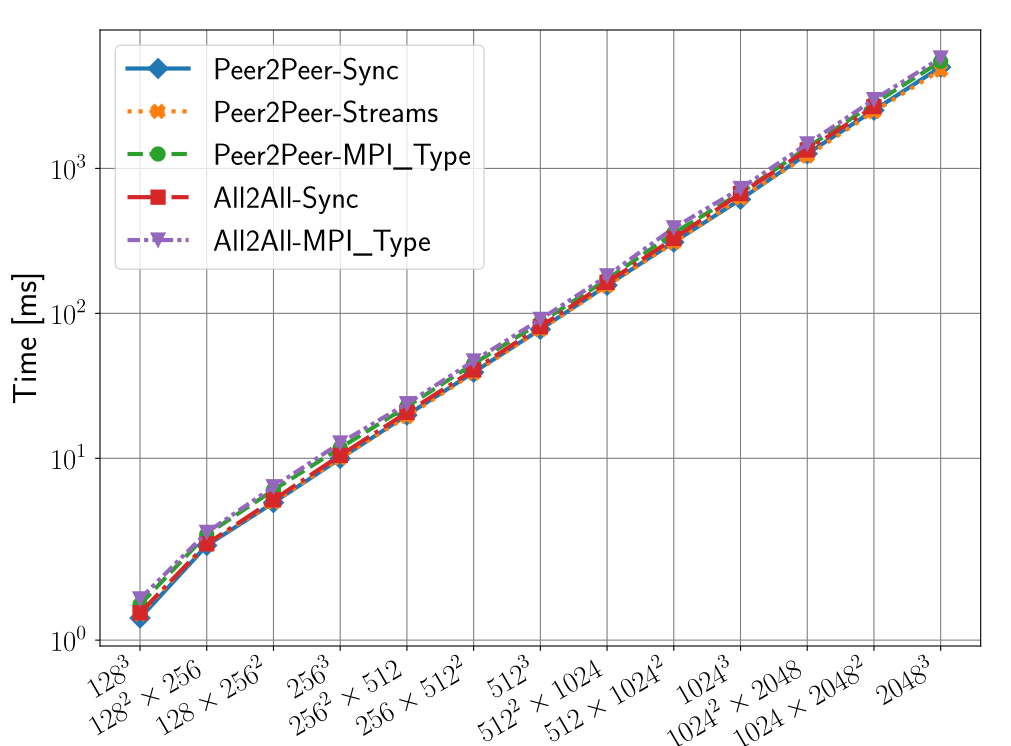 Peer2Peer-Sync
Peer2Peer-Streams
Peer2Peer-MPI_Type
All2All-Sync
All2All-MPI_Type
Time [ms]
10³
10²
10¹
10⁰
128³
128² × 256
128 × 256²
256³
256² × 512
256 × 512²
512³
512² × 1024
512 × 1024²
1024³
1024² × 2048
1024 × 2048²
2048³